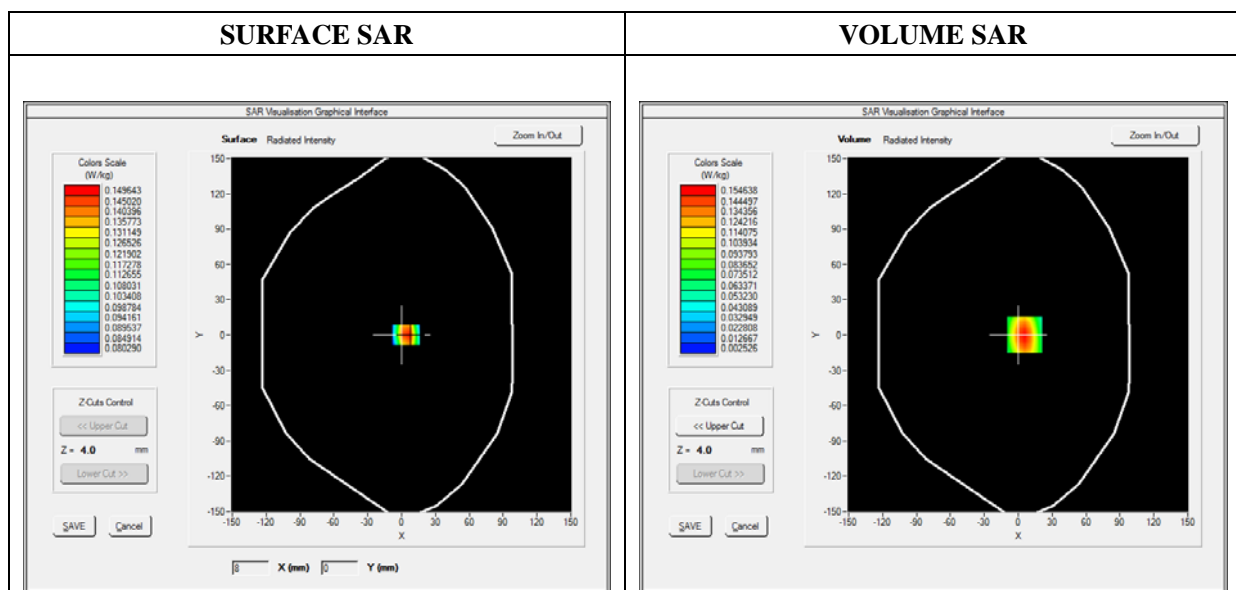 SURFACE SAR
VOLUME SAR
SAR Visualisation Graphical Interface
Surface Radiated Intensity
Zoom In/Out
Colors Scale
(W/kg)
0.149643
0.145020
0.140396
0.135773
0.131149
0.126526
0.121902
0.117278
0.112655
0.108031
0.103408
0.098784
0.094161
0.089537
0.084914
0.080290
Z-Cuts Control
<< Upper Cut
Z = 4.0 mm
Lower Cut >>
SAVE Cancel
150
120
90
60
30
Y 0
-30
-60
-90
-120
-150
-150 -120 -90 -60 -30 0 30 60 90 120 150
X
8 X (mm) 0 Y (mm)
SAR Visualisation Graphical Interface
Volume Radiated Intensity
Zoom In/Out
Colors Scale
(W/kg)
0.154638
0.144497
0.134356
0.124216
0.114075
0.103934
0.093793
0.083652
0.073512
0.063371
0.053230
0.043089
0.032949
0.022808
0.012667
0.002526
Z-Cuts Control
<< Upper Cut
Z = 4.0 mm
Lower Cut >>
SAVE Cancel
150
120
90
60
30
Y 0
-30
-60
-90
-120
-150
-150 -120 -90 -60 -30 0 30 60 90 120 150
X